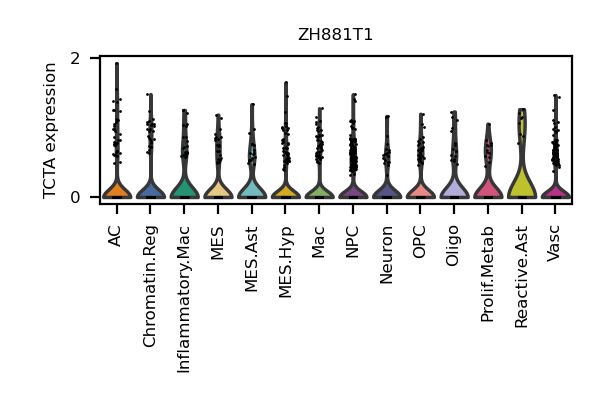 ZH881T1
TCTA expression
2
0
AC
Chromatin.Reg
Inflammatory.Mac
MES
MES.Ast
MES.Hyp
Mac
NPC
Neuron
OPC
Oligo
Prolif.Metab
Reactive.Ast
Vasc